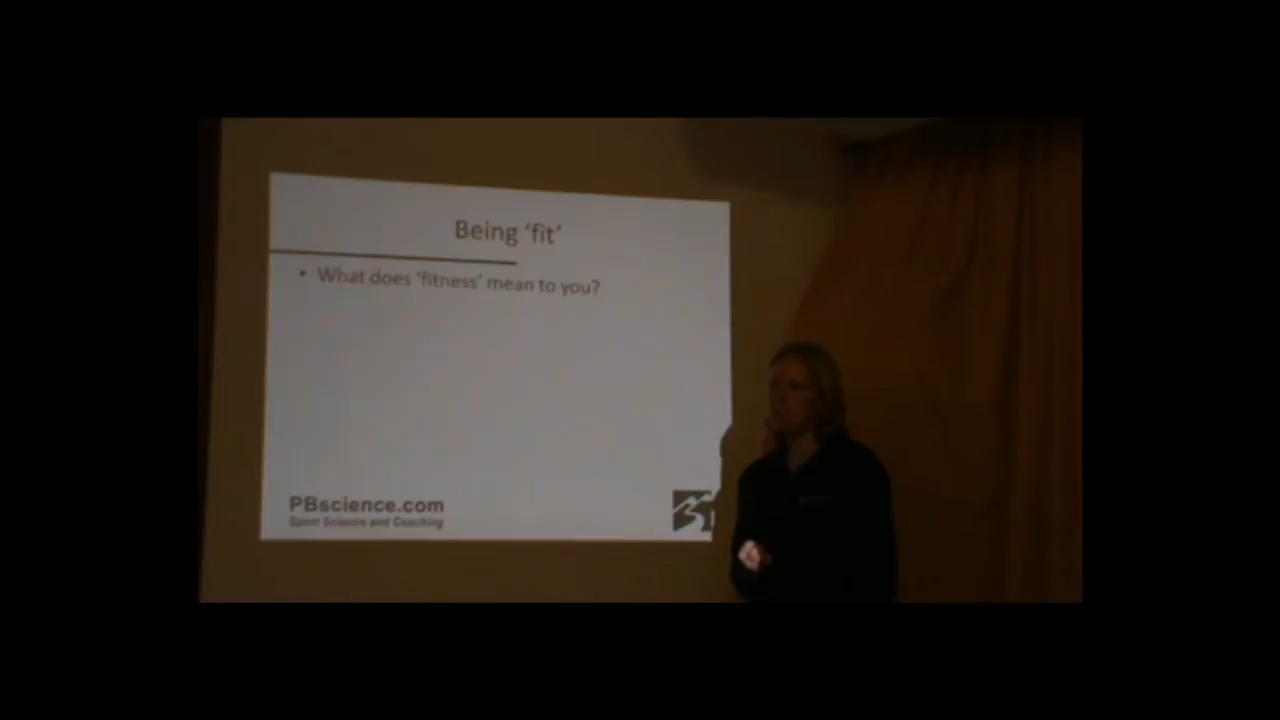 Being ‘fit’
• What does ‘fitness’ mean to you?
PBscience.com
Sport Science and Coaching